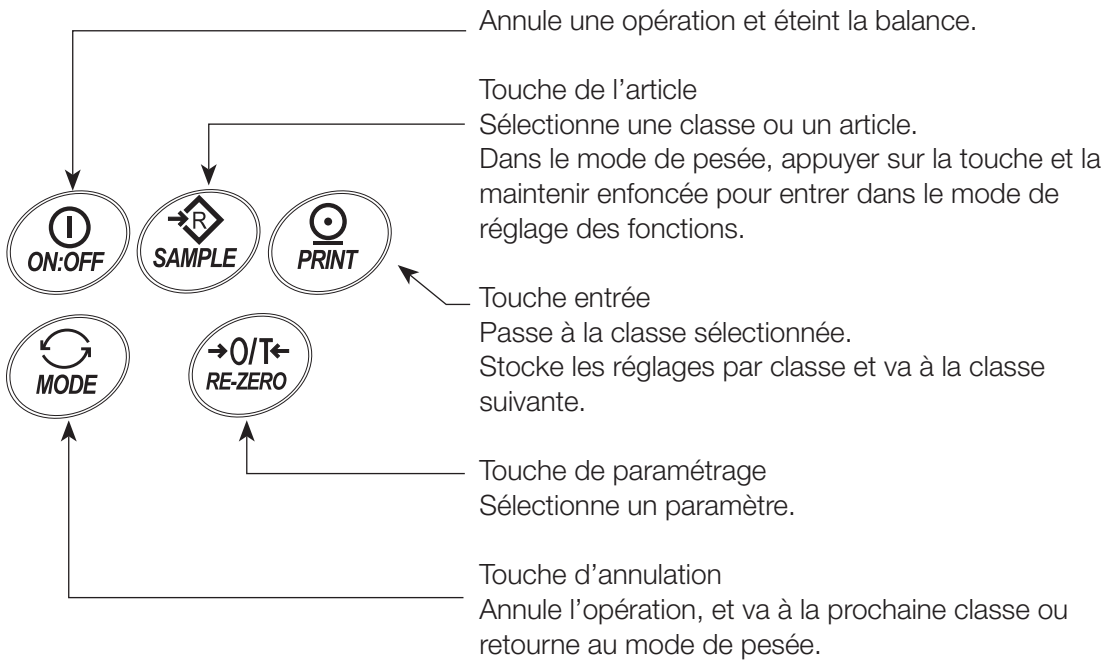 Annule une opération et éteint la balance.
Touche de l'article
Sélectionne une classe ou un article.
Dans le mode de pesée, appuyer sur la touche et la
maintenir enfoncée pour entrer dans le mode de
réglage des fonctions.
R
ON:OFF
SAMPLE
PRINT
Touche entrée
Passe à la classe sélectionnée.
Stocke les réglages par classe et va à la classe
suivante.
MODE
→0/T←
RE-ZERO
Touche de paramétrage
Sélectionne un paramètre.
Touche d'annulation
Annule l'opération, et va à la prochaine classe ou
retourne au mode de pesée.